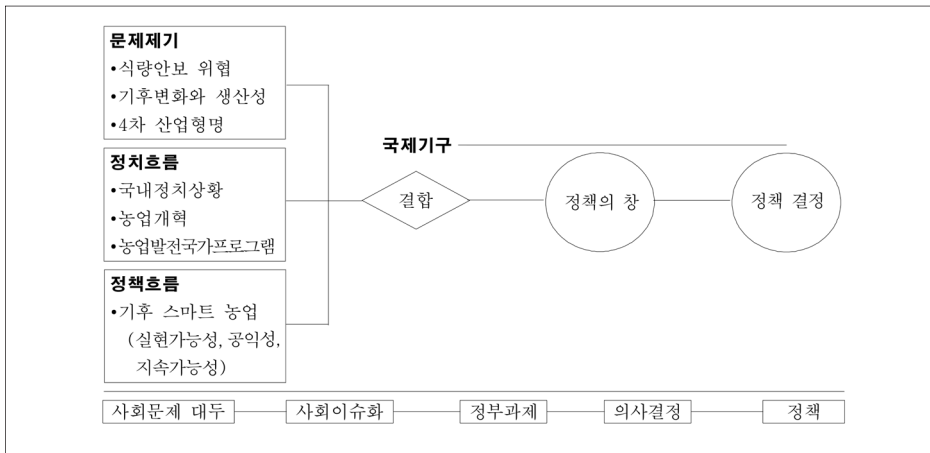 문제제기
•식량안보 위협
•기후변화와 생산성
•4차 산업형명
정치흐름
•국내정치상황
•농업개혁
•농업발전국가프로그램
정책흐름
•기후 스마트 농업
(실현가능성, 공익성,
지속가능성)
국제기구
결합
정책의 창
정책 결정
사회문제 대두
사회이슈화
정부과제
의사결정
정책